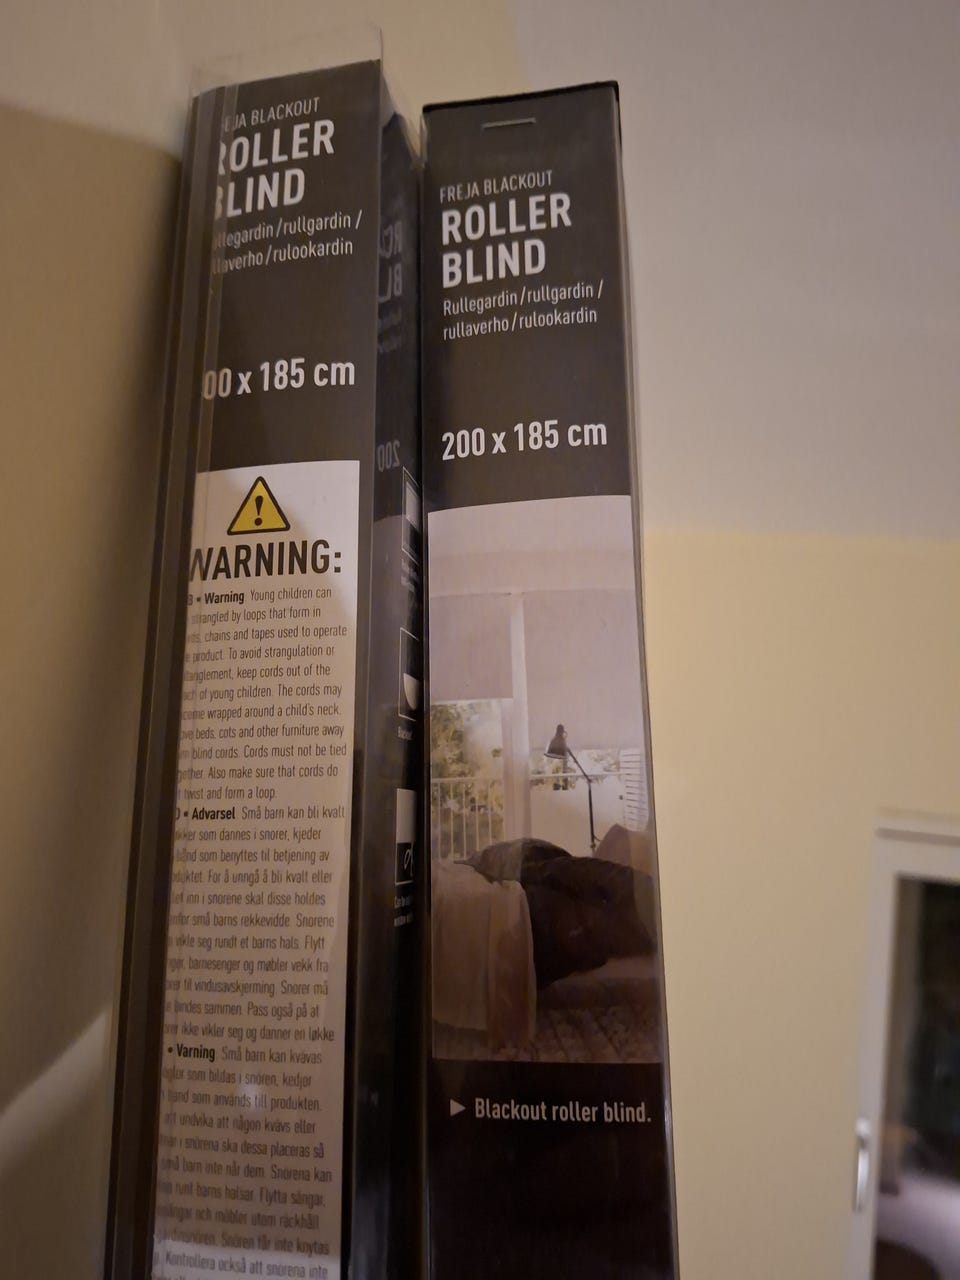 FREJA BLACKOUT
ROLLER
BLIND
Rullegardin/rullgardin/
rullaverho/rulookardin
200 x 185 cm
Blackout roller blind.
BLACKOUT
ROLLER
BLIND
/rullgardin/
/rulookardin
x 185 cm
WARNING:
• Warning Young children can
strangled by loops that form in
chains and tapes used to operate
product. To avoid strangulation or
keep cords out of the
of young children. The cords may
wrapped around a child's neck.
beds, cots and other furniture away
blind cords. Cords must not be tied
Also make sure that cords do
twist and form a loop.
• Advarsel Små barn kan bli kvalt
som dannes i snorer, kjeder
som benyttes til betjening av
For å unngå å bli kvalt eller
inn i snorene skal disse holdes
små barns rekkevidde. Snorene
vikle seg rundt et barns hals. Flytt
barnesenger og møbler vekk fra
til vindusavskjerming. Snorer må
sammen. Pass også på at
ikke vikler seg og danner en løkke.
• Varning Små barn kan kvävas
som bildas i snören, kedjor
som används till produkten.
undvika att någon kvävs eller
i snörena ska dessa placeras så
små barn inte når dem. Snörena kan
runt barns halsar. Flytta sängar,
och möbler utom räckhåll
Snören får inte knytas
Kontrollera också att snörena inte
200